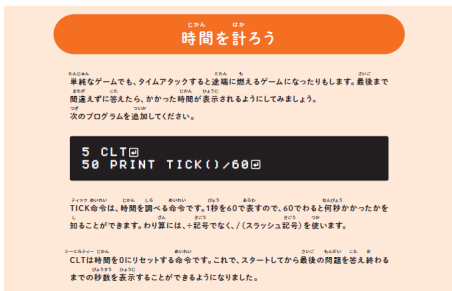 時間を計ろう
単純なゲームでも、タイムアタックすると途端に燃えるゲームになったりもします。最後まで
間違えずに答えたら、かかった時間が表示されるようにしてみましょう。
次のプログラムを追加してください。
5 CLT↵
50 PRINT TICK()/60↵
TICK命令は、時間を調べる命令です。1秒を60で表すので、60でわると何秒かかったかを
知ることができます。わり算には、÷記号でなく、/（スラッシュ記号）を使います。
CLTは時間を0にリセットする命令です。これで、スタートしてから最後の問題を答え終わる
までの秒数を表示することができるようになりました。